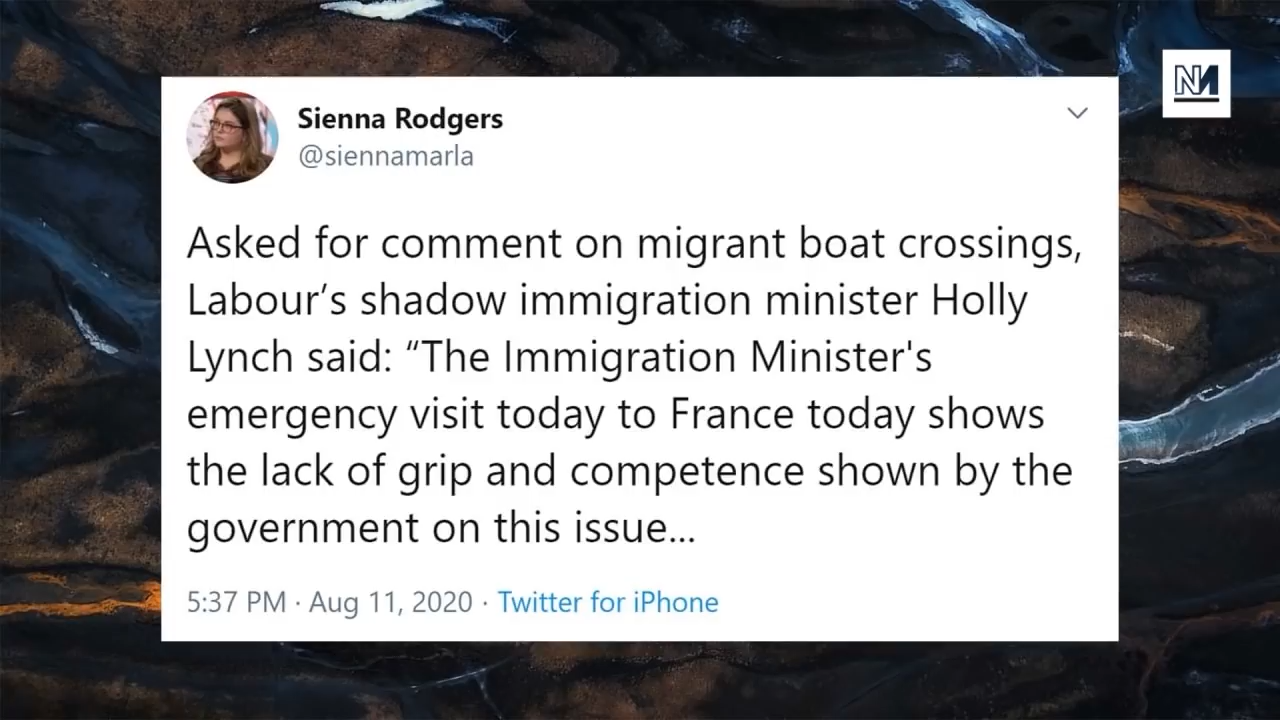 NM
Sienna Rodgers
@siennamarla
Asked for comment on migrant boat crossings,
Labour’s shadow immigration minister Holly
Lynch said: “The Immigration Minister's
emergency visit today to France today shows
the lack of grip and competence shown by the
government on this issue...
5:37 PM · Aug 11, 2020 · Twitter for iPhone